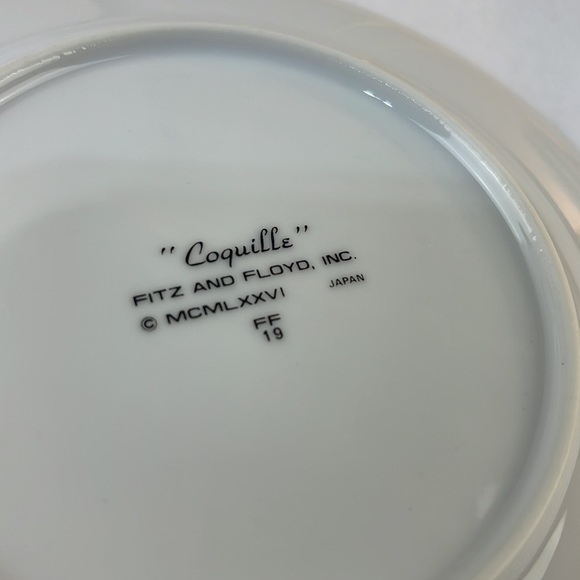 "Coquille"
FITZ AND FLOYD, INC.
© MCMLXXVI JAPAN
FF
19